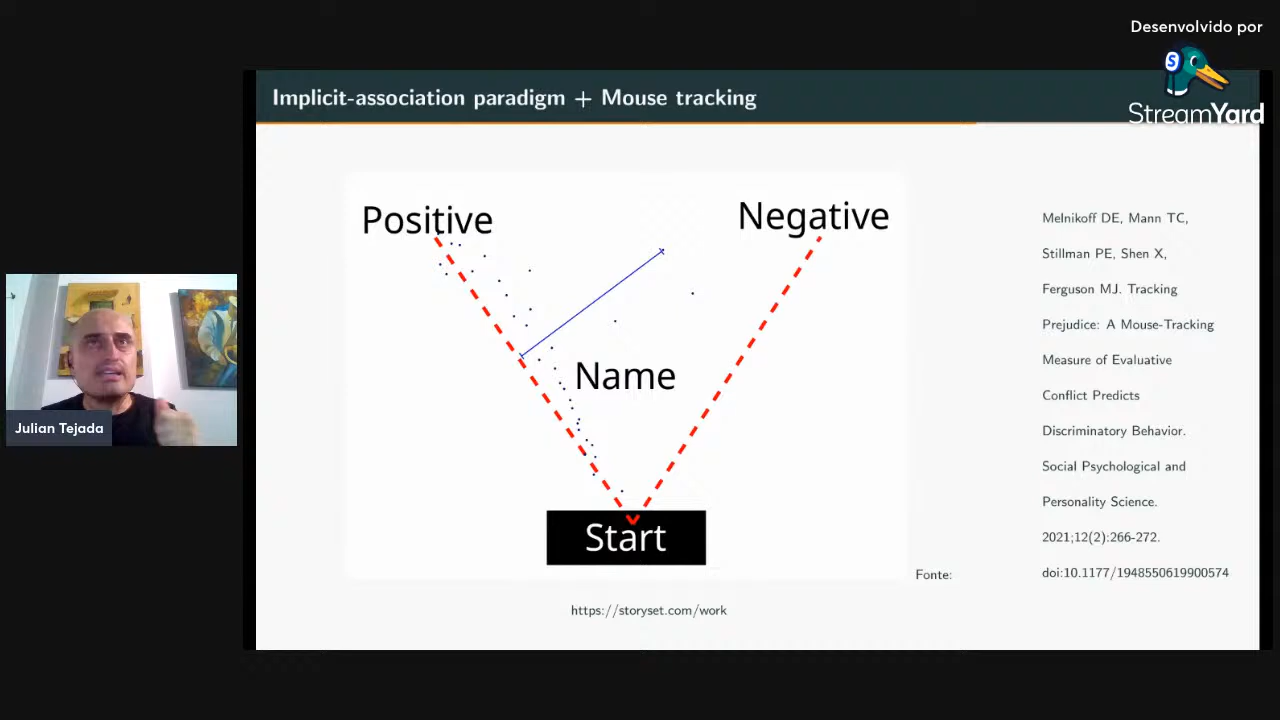 Desenvolvido por
StreamYard
Implicit-association paradigm + Mouse tracking
Positive
Negative
Name
Start
Melnikoff DE, Mann TC,
Stillman PE, Shen X,
Ferguson MJ. Tracking
Prejudice: A Mouse-Tracking
Measure of Evaluative
Conflict Predicts
Discriminatory Behavior.
Social Psychological and
Personality Science.
2021;12(2):266-272.
doi:10.1177/1948550619900574
Fonte:
https://storyset.com/work
Julian Tejada